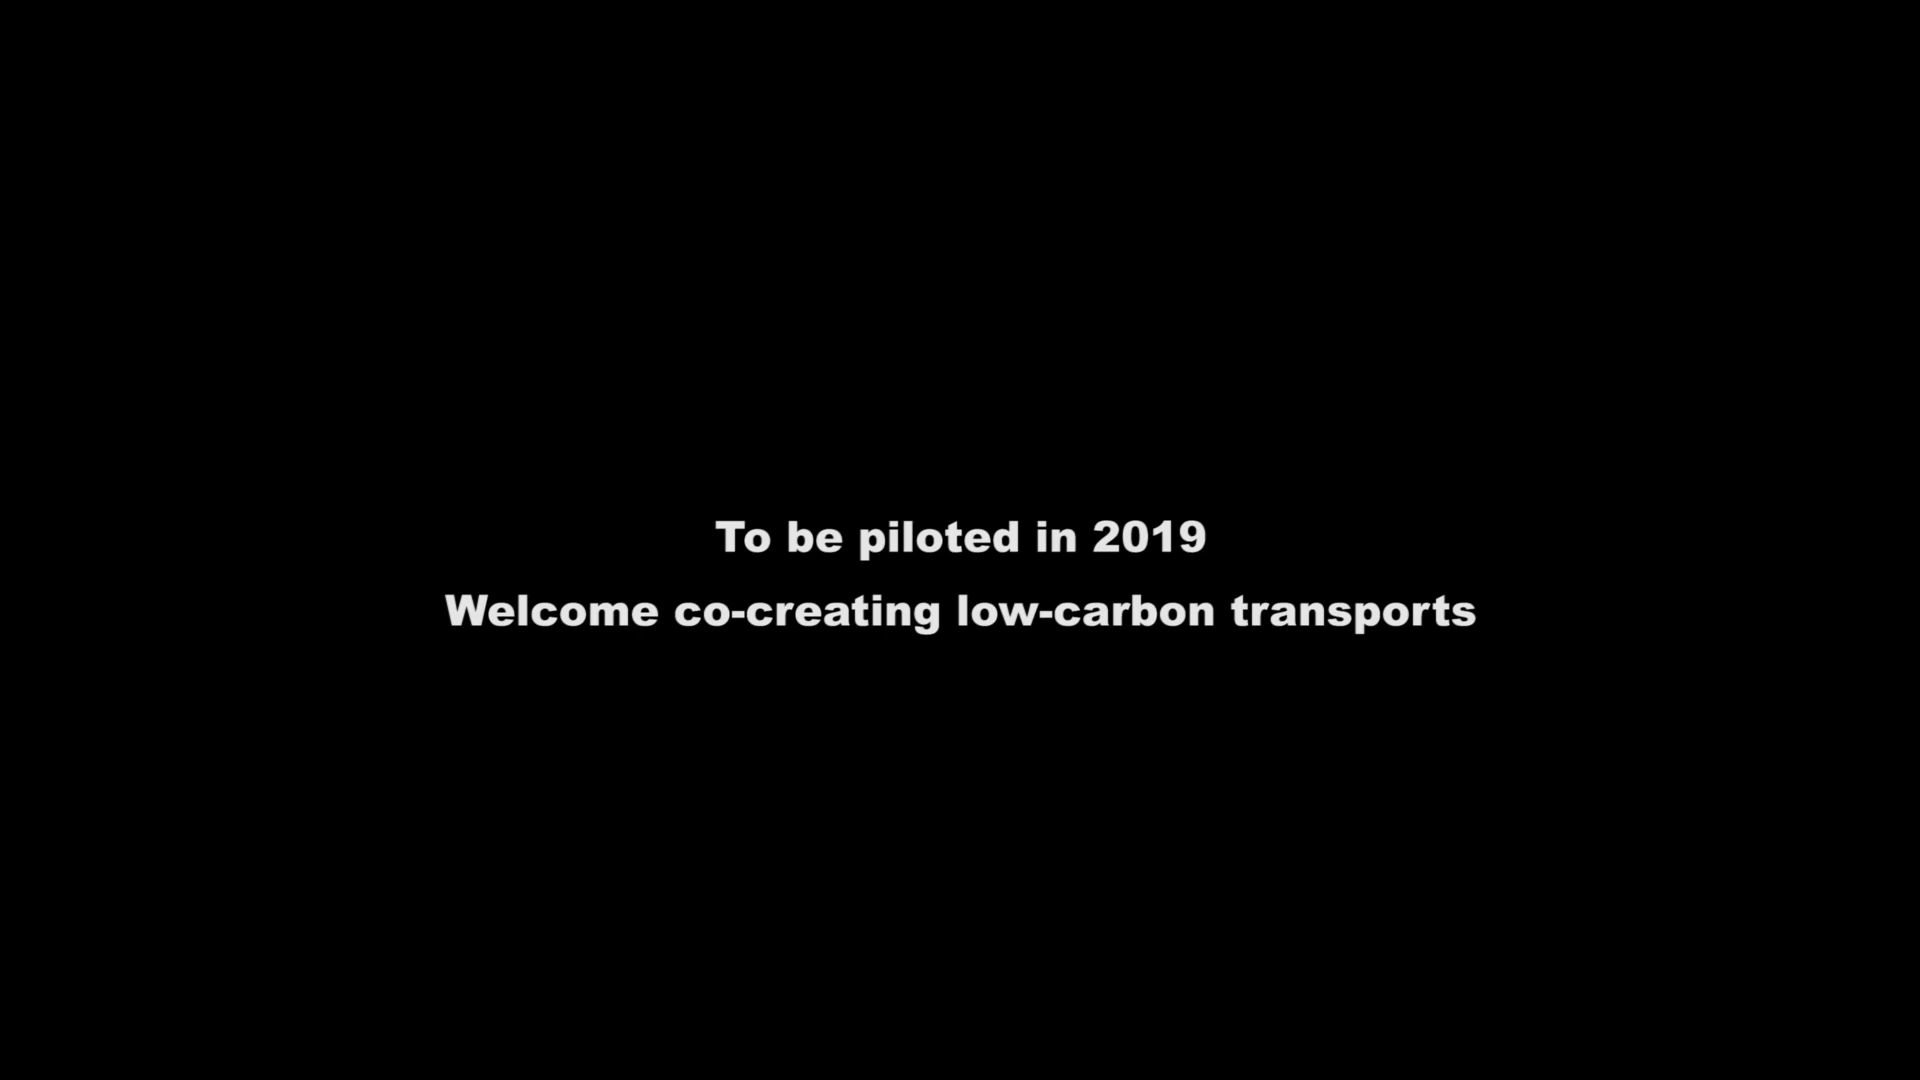 To be piloted in 2019
Welcome co-creating low-carbon transports